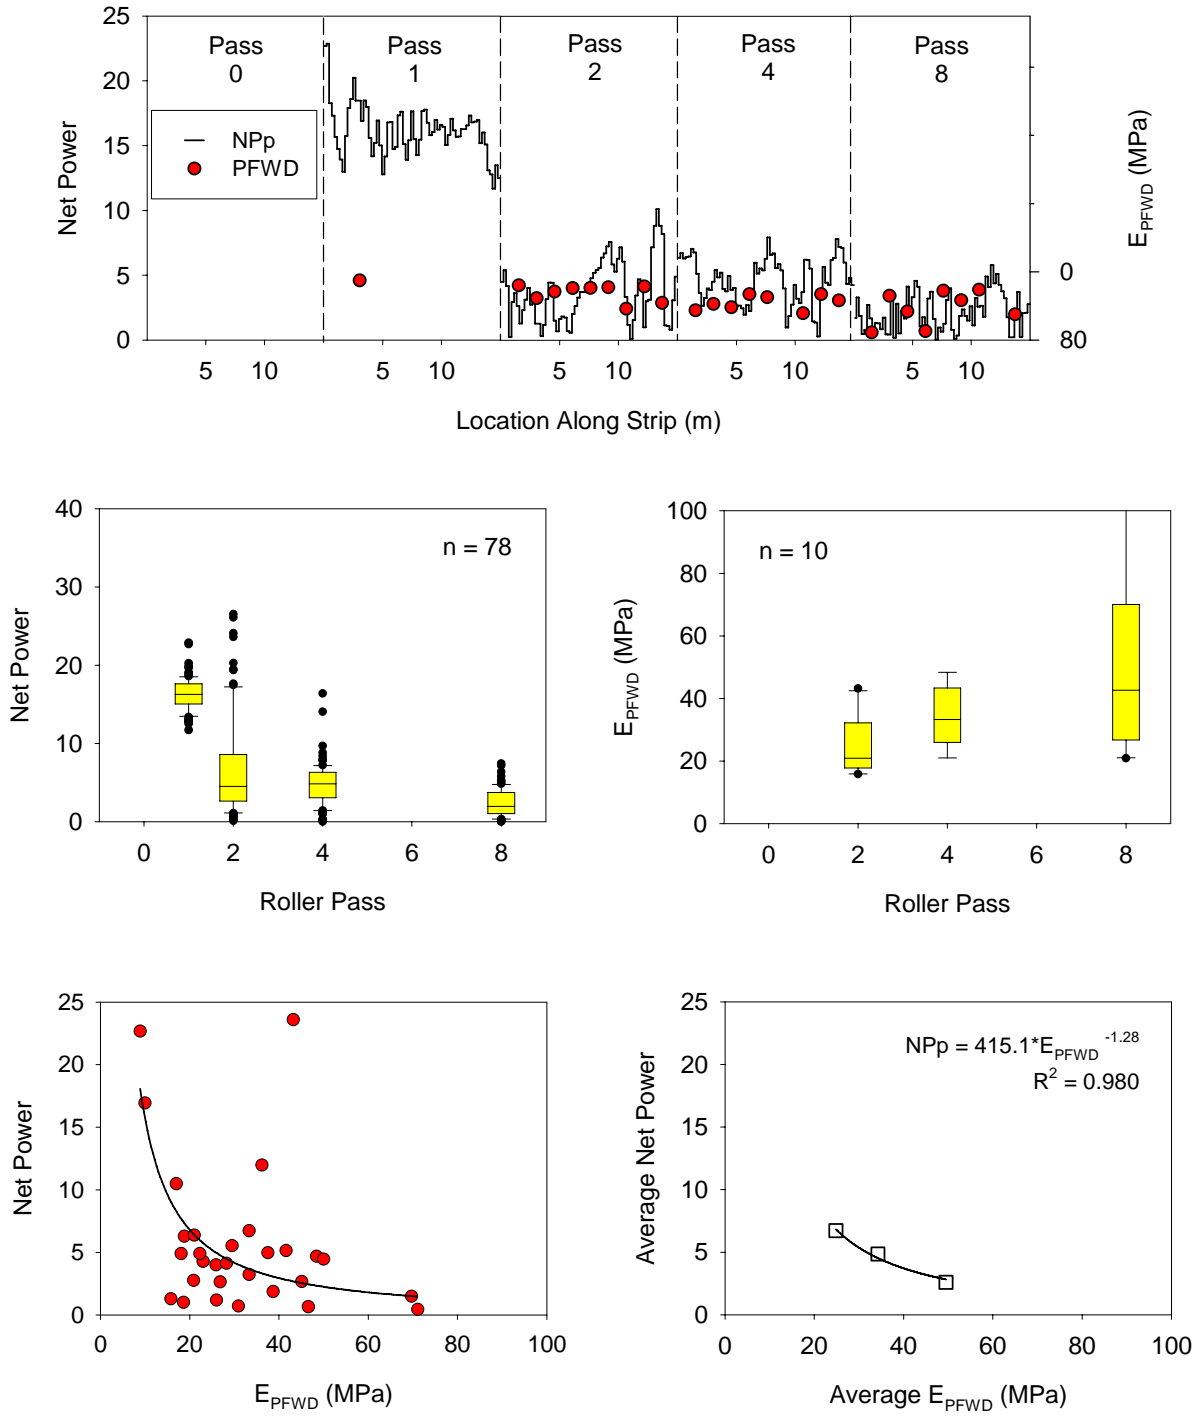 25
20
15
10
5
0
Net Power
Pass
0
Pass
1
Pass
2
Pass
4
Pass
8
NPp
PFWD
0
80
E_PFWD (MPa)
5 10 5 10 5 10 5 10 5 10
Location Along Strip (m)
40
30
20
10
0
Net Power
n = 78
0 2 4 6 8
Roller Pass
100
80
60
40
20
0
E_PFWD (MPa)
n = 10
0 2 4 6 8
Roller Pass
25
20
15
10
5
0
Net Power
0 20 40 60 80 100
E_PFWD (MPa)
25
20
15
10
5
0
Average Net Power
NPp = 415.1*E_PFWD ^-1.28
R² = 0.980
0 20 40 60 80 100
Average E_PFWD (MPa)